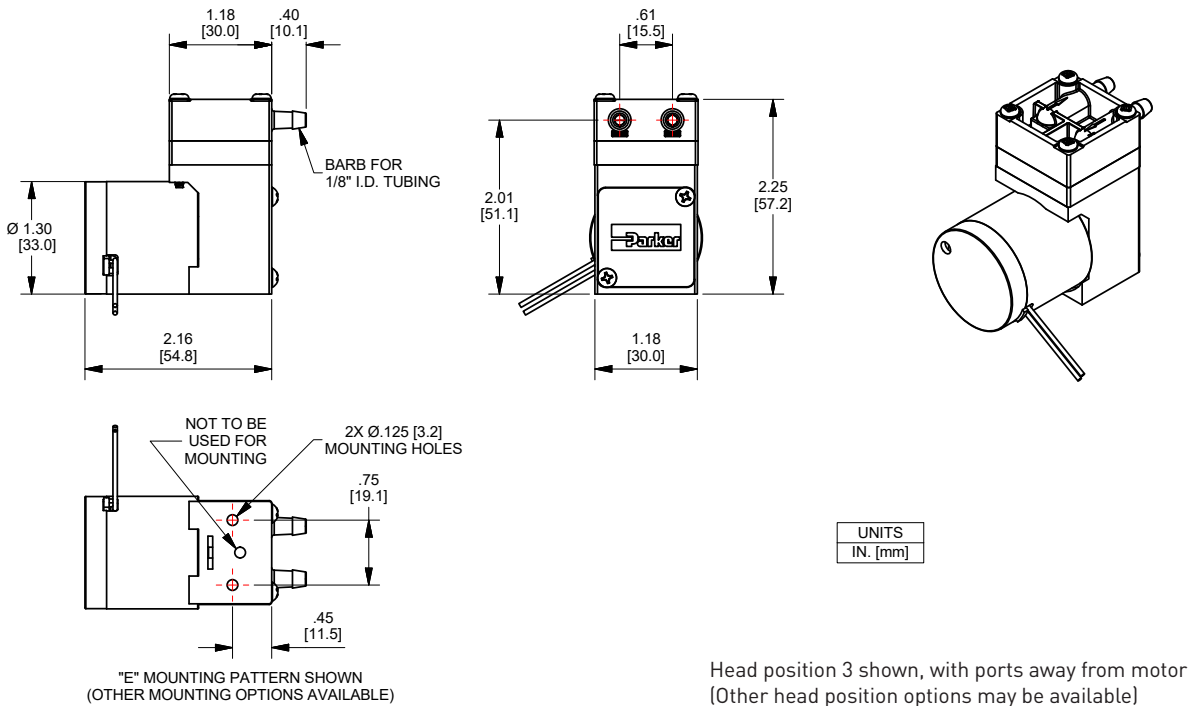 1.18
[30.0]
.40
[10.1]
BARB FOR
1/8" I.D. TUBING
Ø 1.30
[33.0]
2.16
[54.8]
.61
[15.5]
2.01
[51.1]
2.25
[57.2]
Parker
1.18
[30.0]
NOT TO BE
USED FOR
MOUNTING
2X Ø.125 [3.2]
MOUNTING HOLES
.75
[19.1]
.45
[11.5]
"E" MOUNTING PATTERN SHOWN
(OTHER MOUNTING OPTIONS AVAILABLE)
UNITS
IN. [mm]
Head position 3 shown, with ports away from motor
(Other head position options may be available)